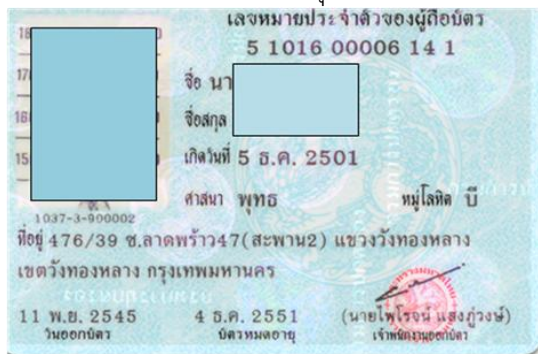 เลขหมายประจำตัวของผู้ถือบัตร
5 1016 00006 14 1
18
17
16
15
ชื่อ นา
ชื่อสกุล
เกิดวันที่ 5 ธ.ค. 2501
ศาสนา พุทธ หมู่โลหิต บี
1037-3-900002
ที่อยู่ 476/39 ซ.ลาดพร้าว47(สะพาน2) แขวงวังทองหลาง
เขตวังทองหลาง กรุงเทพมหานคร
11 พ.ย. 2545 4 ธ.ค. 2551 (นายไพโรจน์ แสงภู่วงษ์)
วันออกบัตร บัตรหมดอายุ เจ้าพนักงานออกบัตร